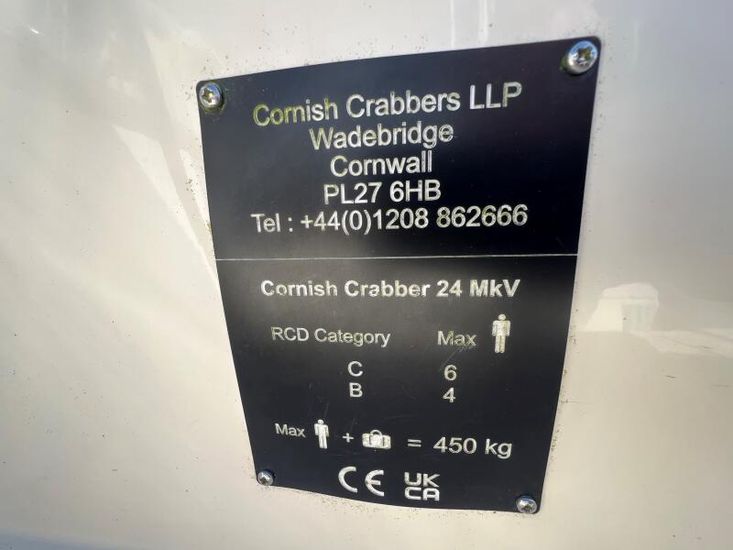 Cornish Crabbers LLP
Wadebridge
Cornwall
PL27 6HB
Tel : +44(0)1208 862666
Cornish Crabber 24 MkV
RCD Category Max
C 6
B 4
Max + = 450 kg
CE UK
CA